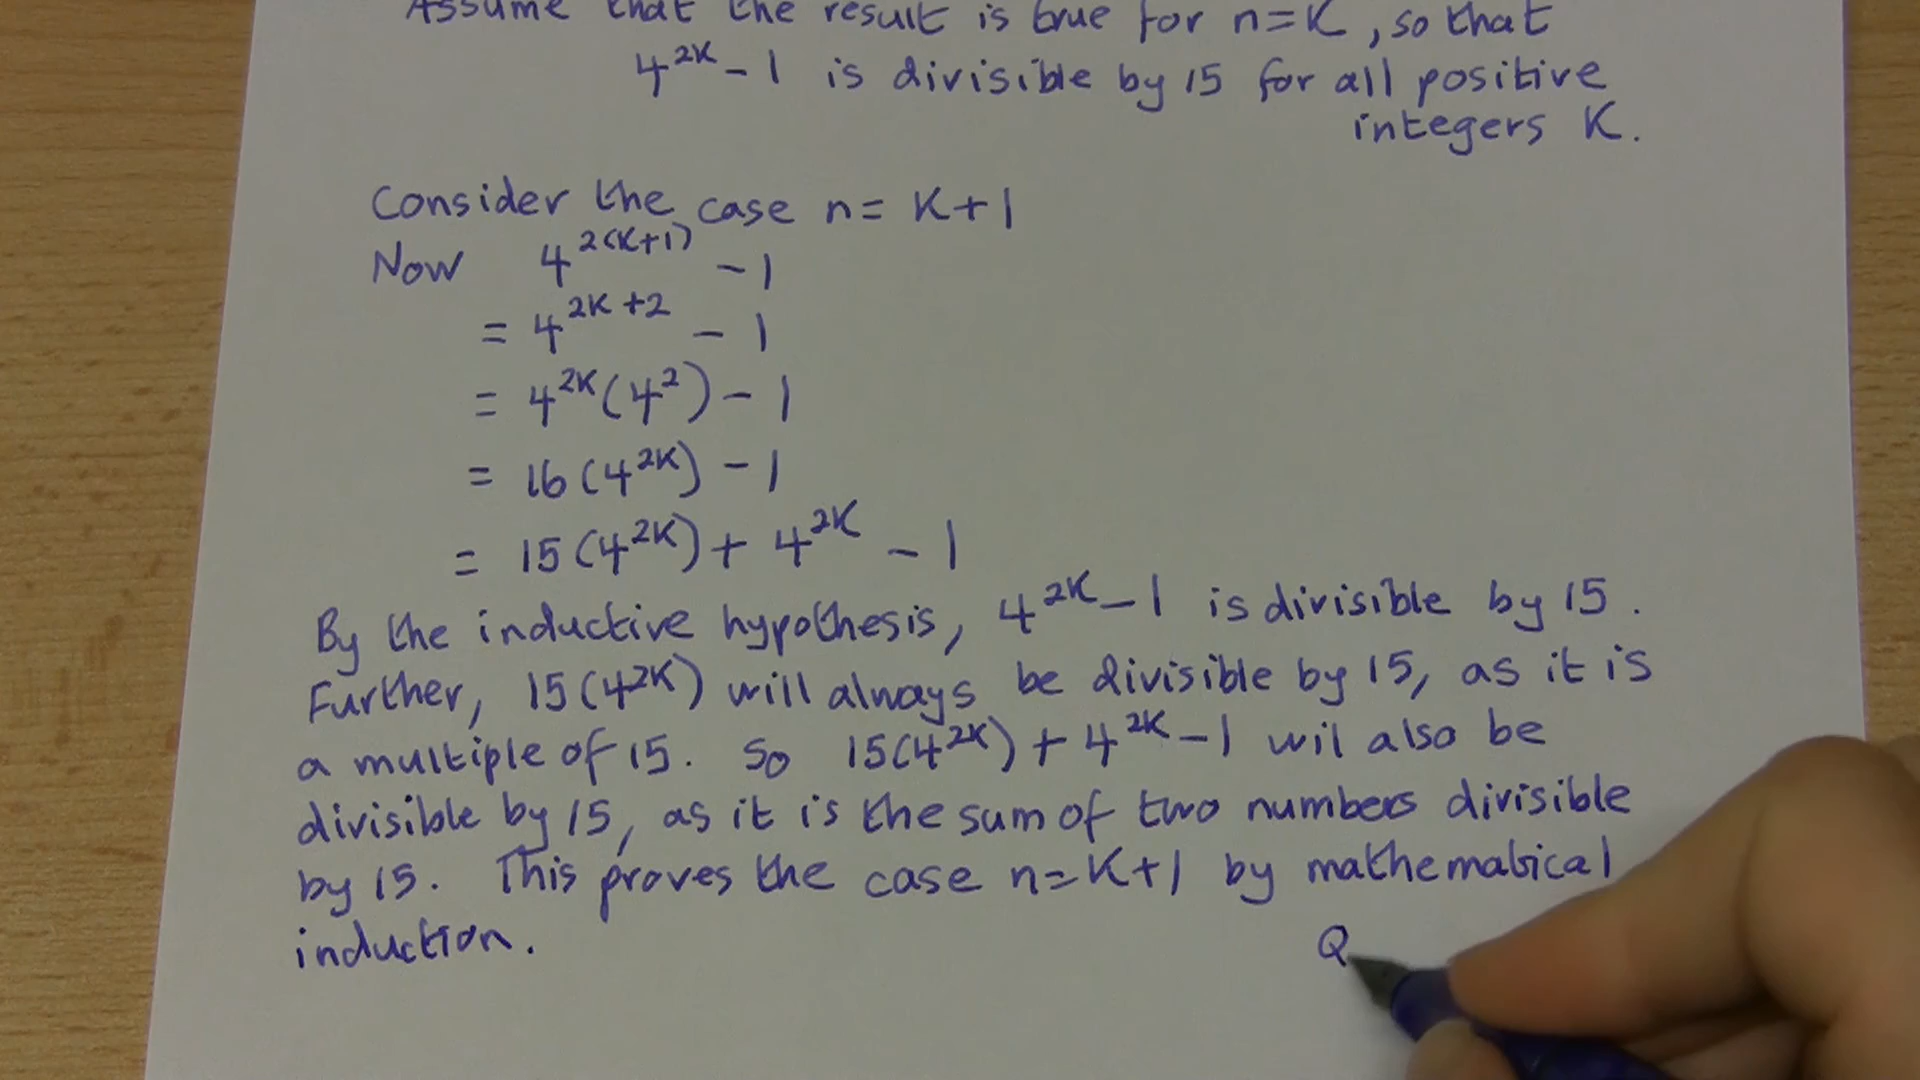 Assume that the result is true for n=K, so that
4^2K - 1 is divisible by 15 for all positive
integers K.
Consider the case n= K+1
Now 4^2(K+1) - 1
= 4^2K+2 - 1
= 4^2K(4^2) - 1
= 16(4^2K) - 1
= 15(4^2K) + 4^2K - 1
By the inductive hypothesis, 4^2K - 1 is divisible by 15.
Further, 15(4^2K) will always be divisible by 15, as it is
a multiple of 15. So 15(4^2K) + 4^2K - 1 wil also be
divisible by 15, as it is the sum of two numbers divisible
by 15. This proves the case n=K+1 by mathematical
induction.
Q